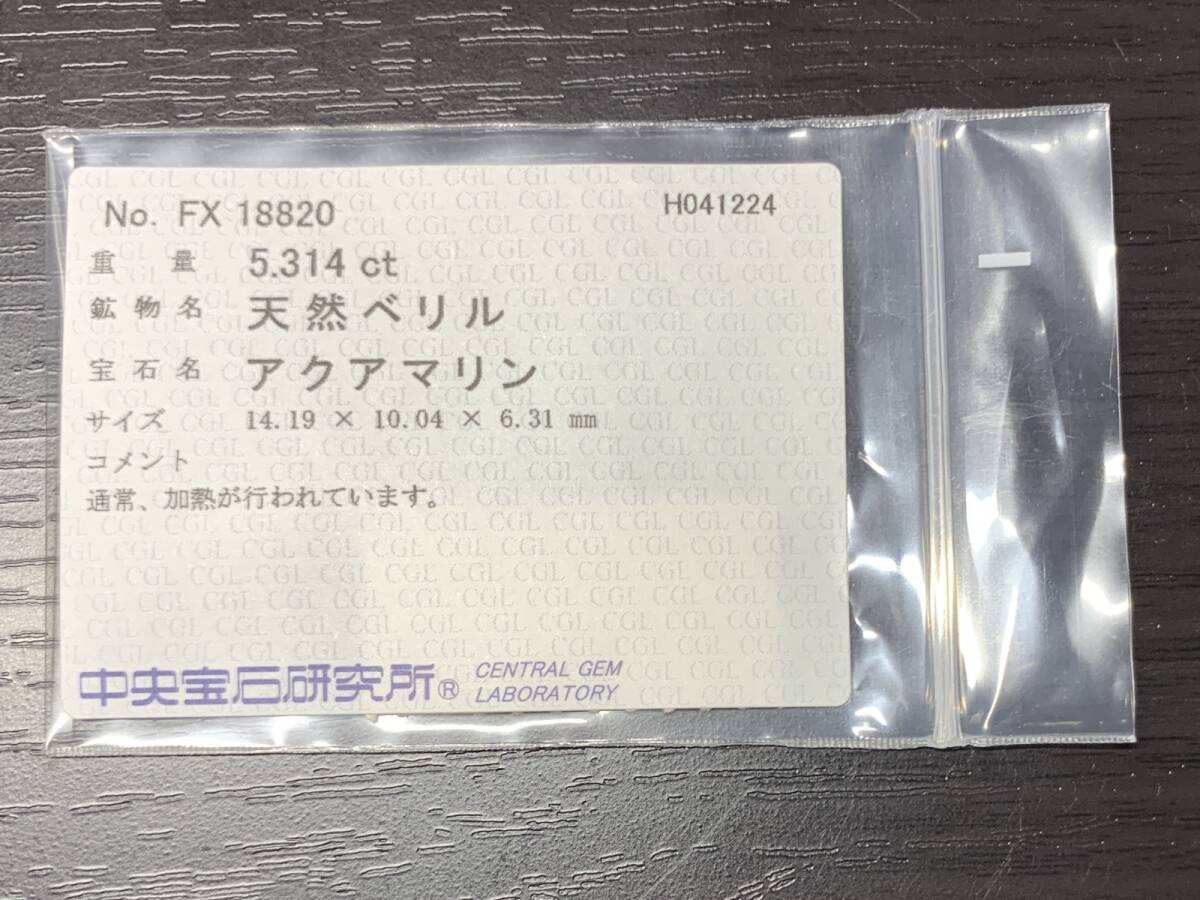 No. FX 18820 H041224
重量 5.314 ct
鉱物名 天然ベリル
宝石名 アクアマリン
サイズ 14.19 × 10.04 × 6.31 mm
コメント
通常、加熱が行われています。
中央宝石研究所® CENTRAL GEM
LABORATORY